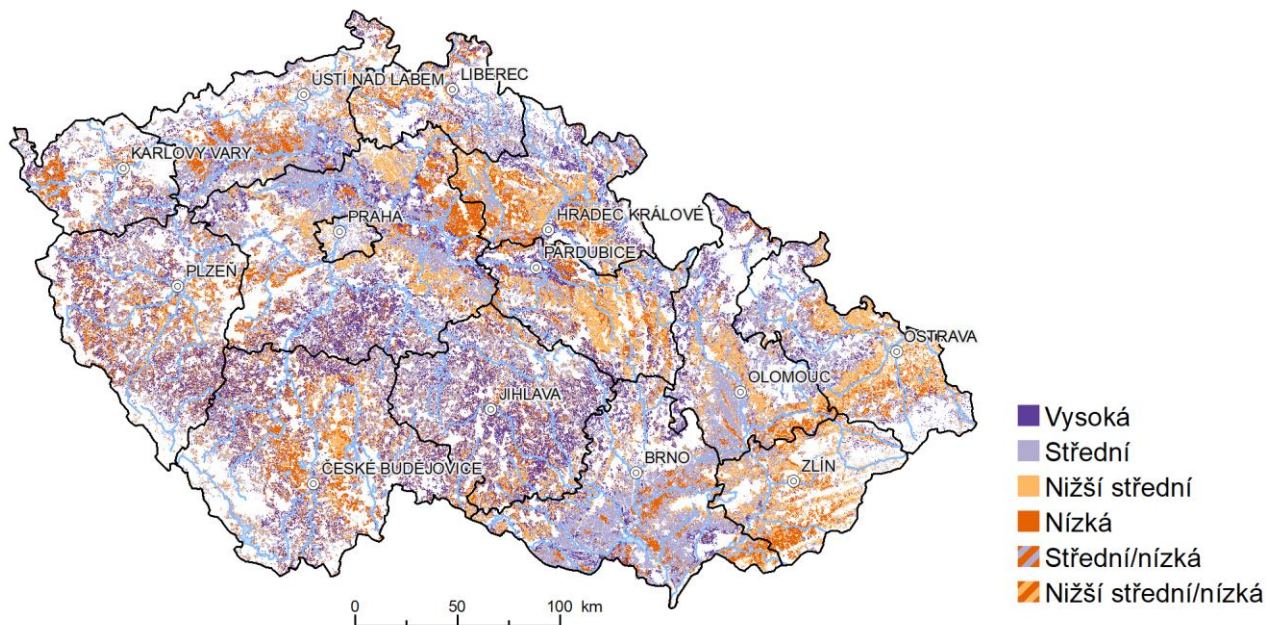 ÚSTÍ NAD LABEM
LIBEREC
KARLOVY VARY
PRAHA
HRADEC KRÁLOVÉ
PARDUBICE
PLZEŇ
OSTRAVA
OLOMOUC
JIHLAVA
BRNO
ZLÍN
ČESKÉ BUDĚJOVICE
Vysoká
Střední
Nižší střední
Nízká
Střední/nízká
Nižší střední/nízká
0 50 100 km